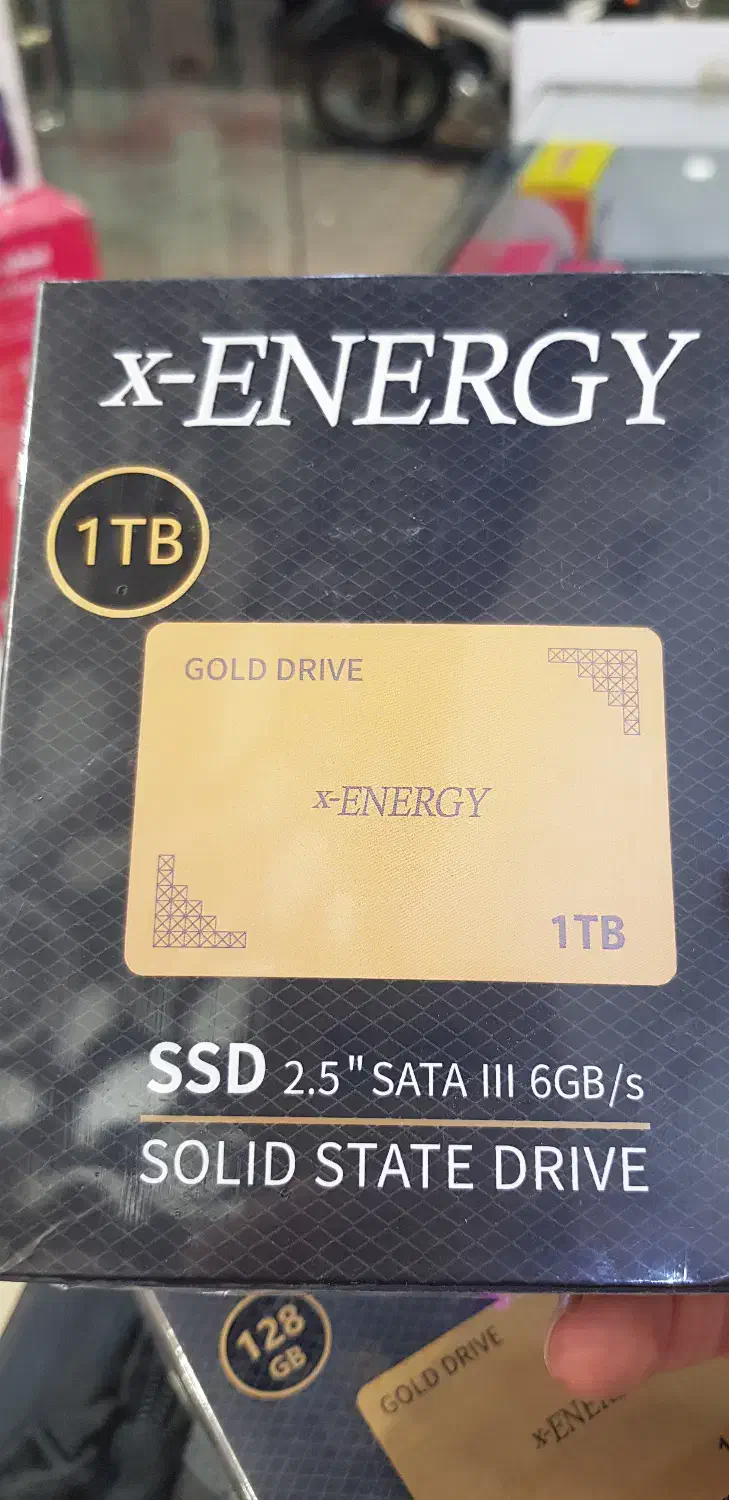 x-ENERGY
1TB
GOLD DRIVE
x-ENERGY
1TB
SSD 2.5" SATA III 6GB/s
SOLID STATE DRIVE
128
GB
GOLD DRIVE